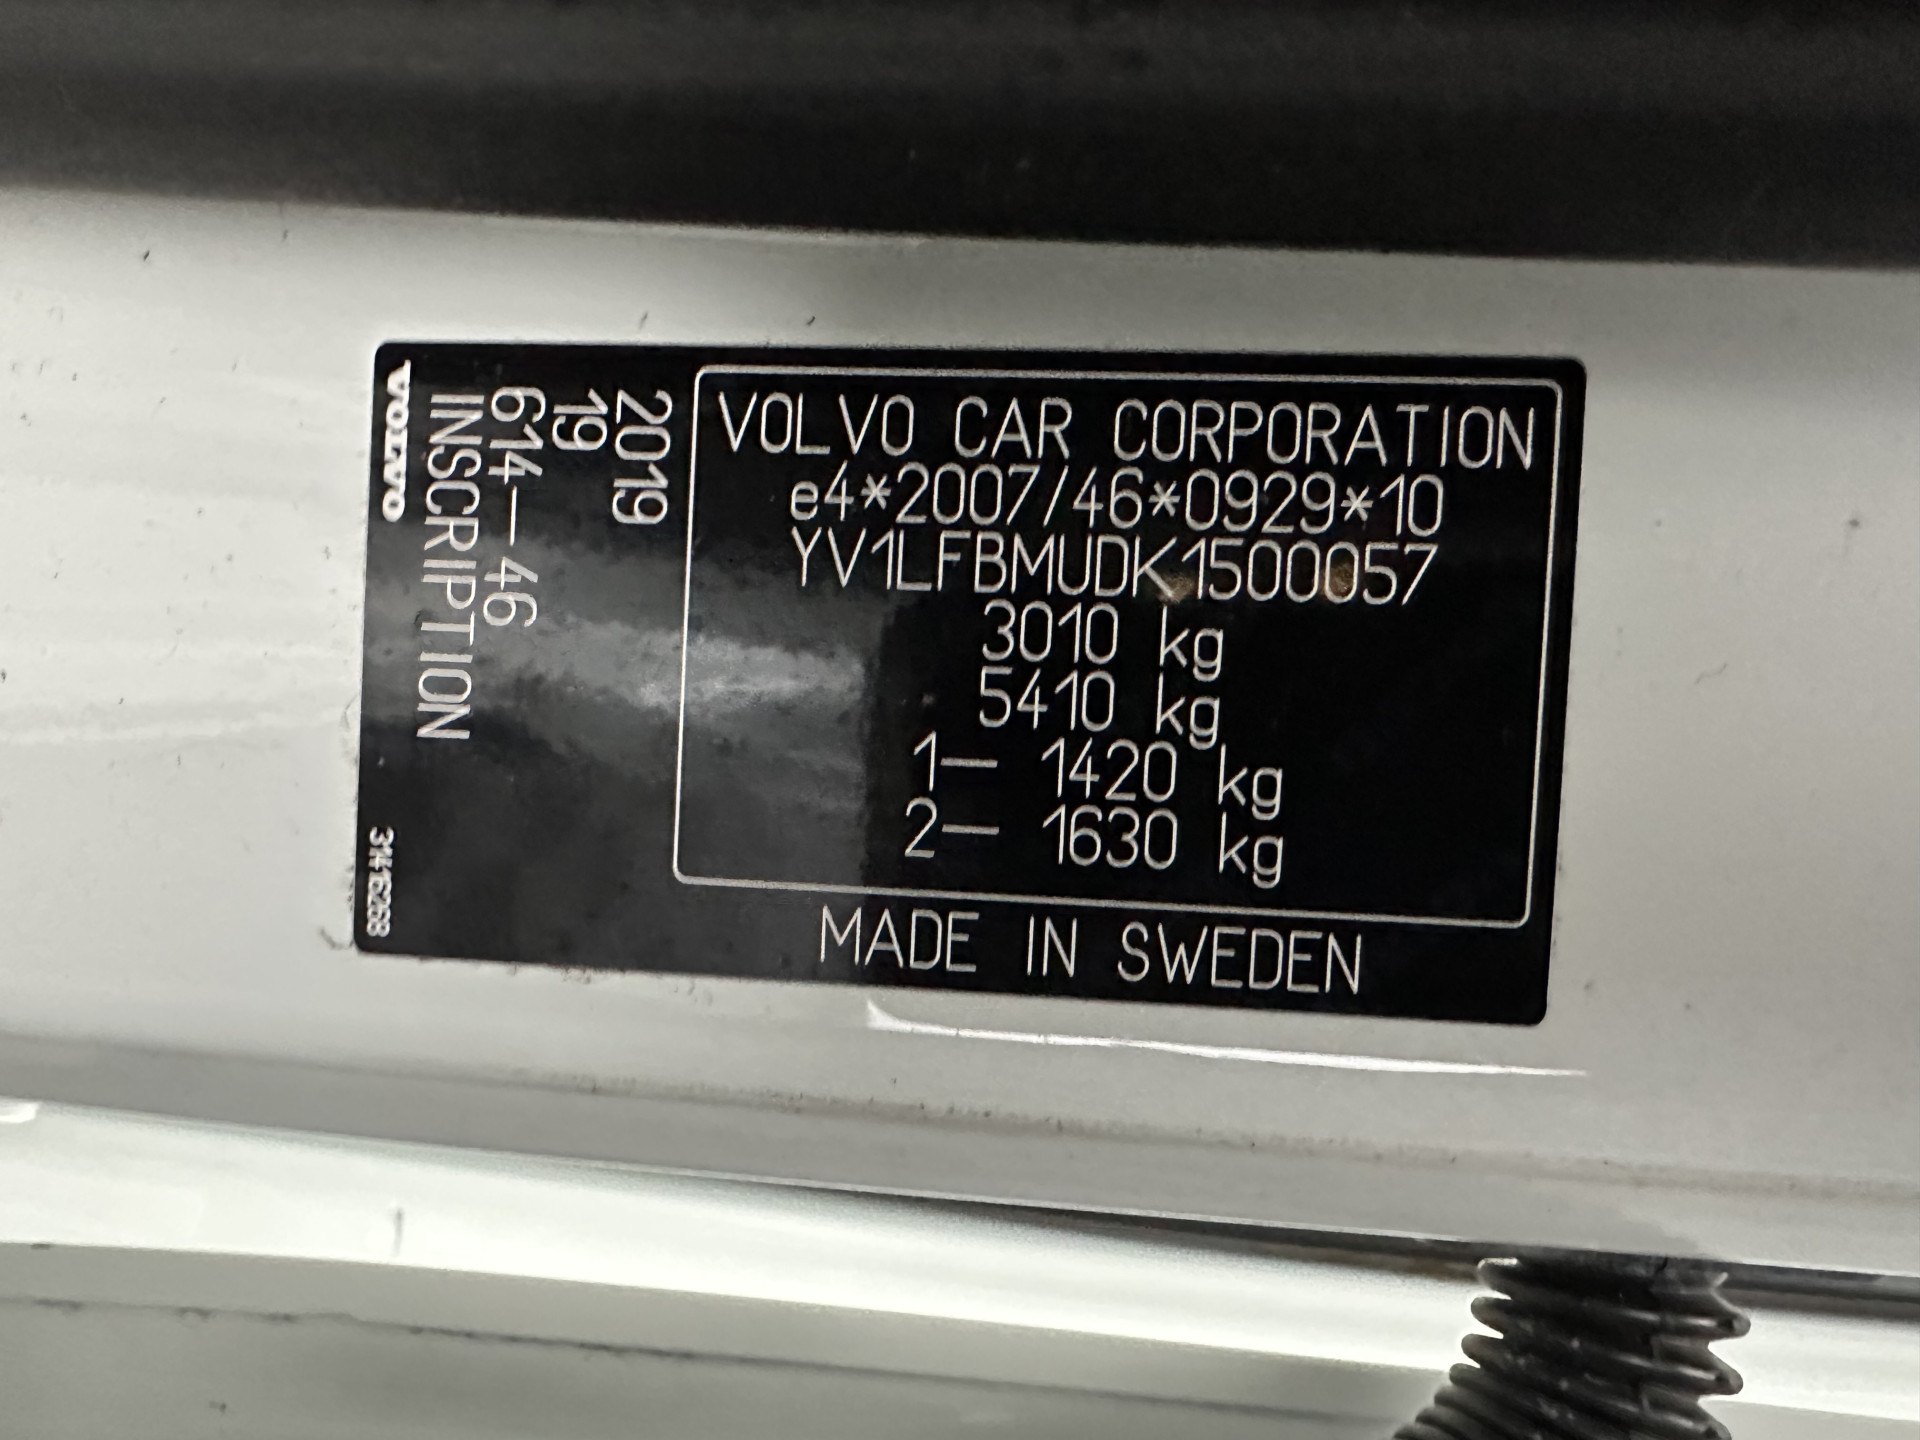 VOLVO CAR CORPORATION
e4*2007/46*0929*10
YV1LFBMUDK1500057
3010 kg
5410 kg
1— 1420 kg
2— 1630 kg
MADE IN SWEDEN
2019
19
614—46
INSCRIPTION
VOLVO
31416268